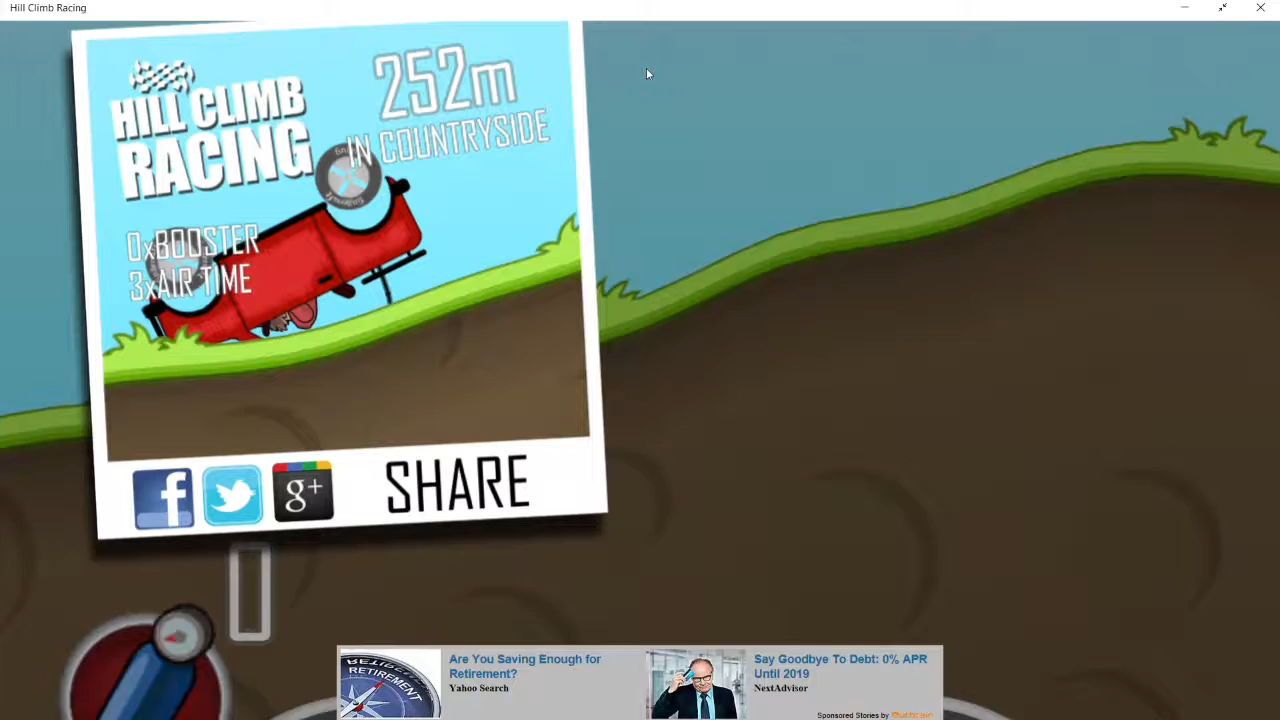 Hill Climb Racing
HILL CLIMB
RACING
252m
IN COUNTRYSIDE
0xBOOSTER
3xAIR TIME
f
g+
SHARE
RETIREMENT
Are You Saving Enough for
Retirement?
Yahoo Search
Say Goodbye To Debt: 0% APR
Until 2019
NextAdvisor
Sponsored Stories by